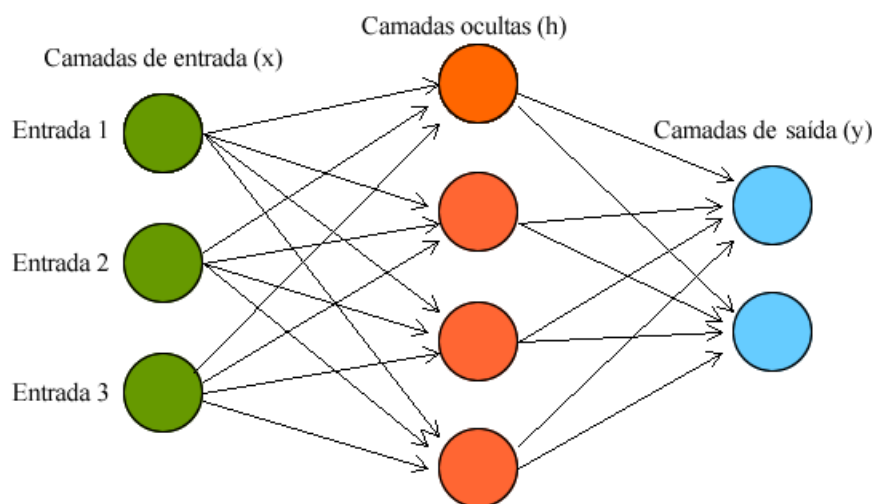 Camadas ocultas (h)
Camadas de entrada (x)
Entrada 1
Camadas de saída (y)
Entrada 2
Entrada 3